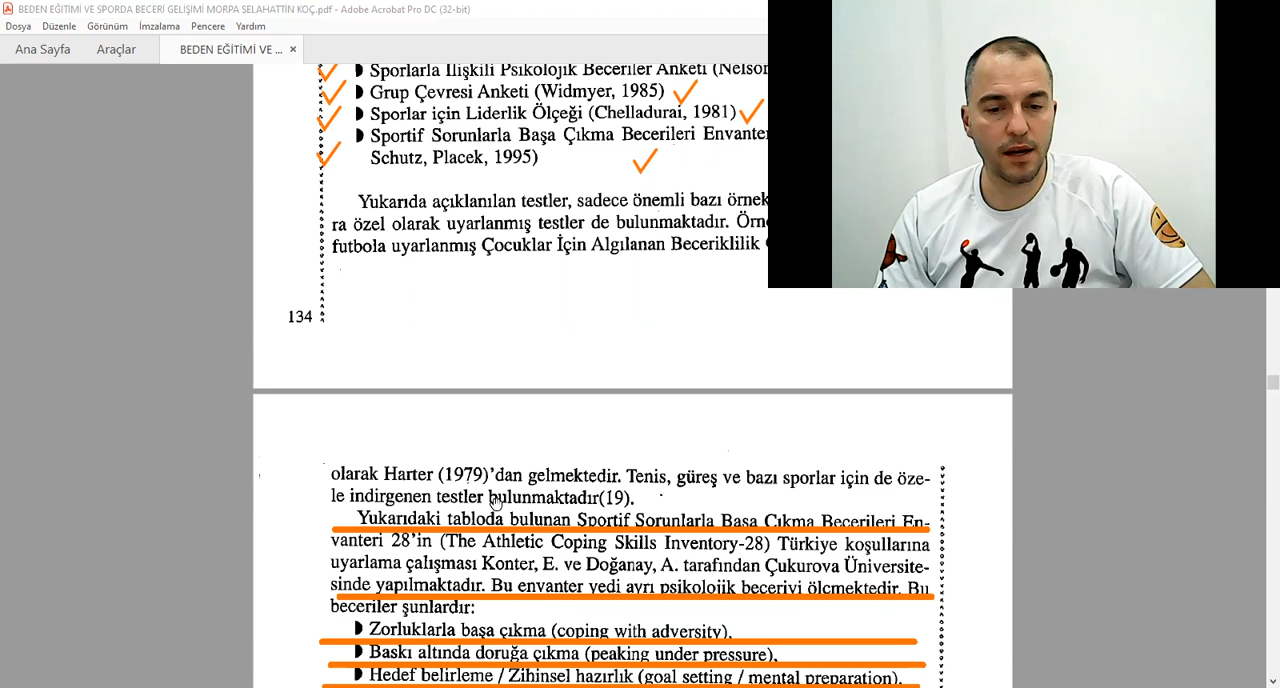 BEDEN EĞİTİMİ VE SPORDA BECERİ GELİŞİMİ MORPA SELAHATTIN KOÇ.pdf - Adobe Acrobat Pro DC (32-bit)
Dosya Düzenle Görünüm İmzalama Pencere Yardım
Ana Sayfa Araçlar BEDEN EĞİTİMİ VE ... ×
Sporlarla İlişkili Psikolojik Beceriler Anketi (Nelson
Grup Çevresi Anketi (Widmyer, 1985)
Sporlar için Liderlik Ölçeği (Chelladurai, 1981)
Sportif Sorunlarla Başa Çıkma Becerileri Envanter
Schutz, Placek, 1995)
Yukarıda açıklanılan testler, sadece önemli bazı örnek
ra özel olarak uyarlanmış testler de bulunmaktadır. Örn
futbola uyarlanmış Çocuklar İçin Algılanan Beceriklilik
134
olarak Harter (1979)'dan gelmektedir. Tenis, güreş ve bazı sporlar için de öze-
le indirgenen testler bulunmaktadır(19).
Yukarıdaki tabloda bulunan Sportif Sorunlarla Başa Çıkma Becerileri En-
vanteri 28'in (The Athletic Coping Skills Inventory-28) Türkiye koşullarına
uyarlama çalışması Konter, E. ve Doğanay, A. tarafından Çukurova Üniversite-
sinde yapılmaktadır. Bu envanter yedi ayrı psikolojik beceriyi ölçmektedir. Bu
beceriler şunlardır:
Zorluklarla başa çıkma (coping with adversity),
Baskı altında doruğa çıkma (peaking under pressure),
Hedef belirleme / Zihinsel hazırlık (goal setting / mental preparation),